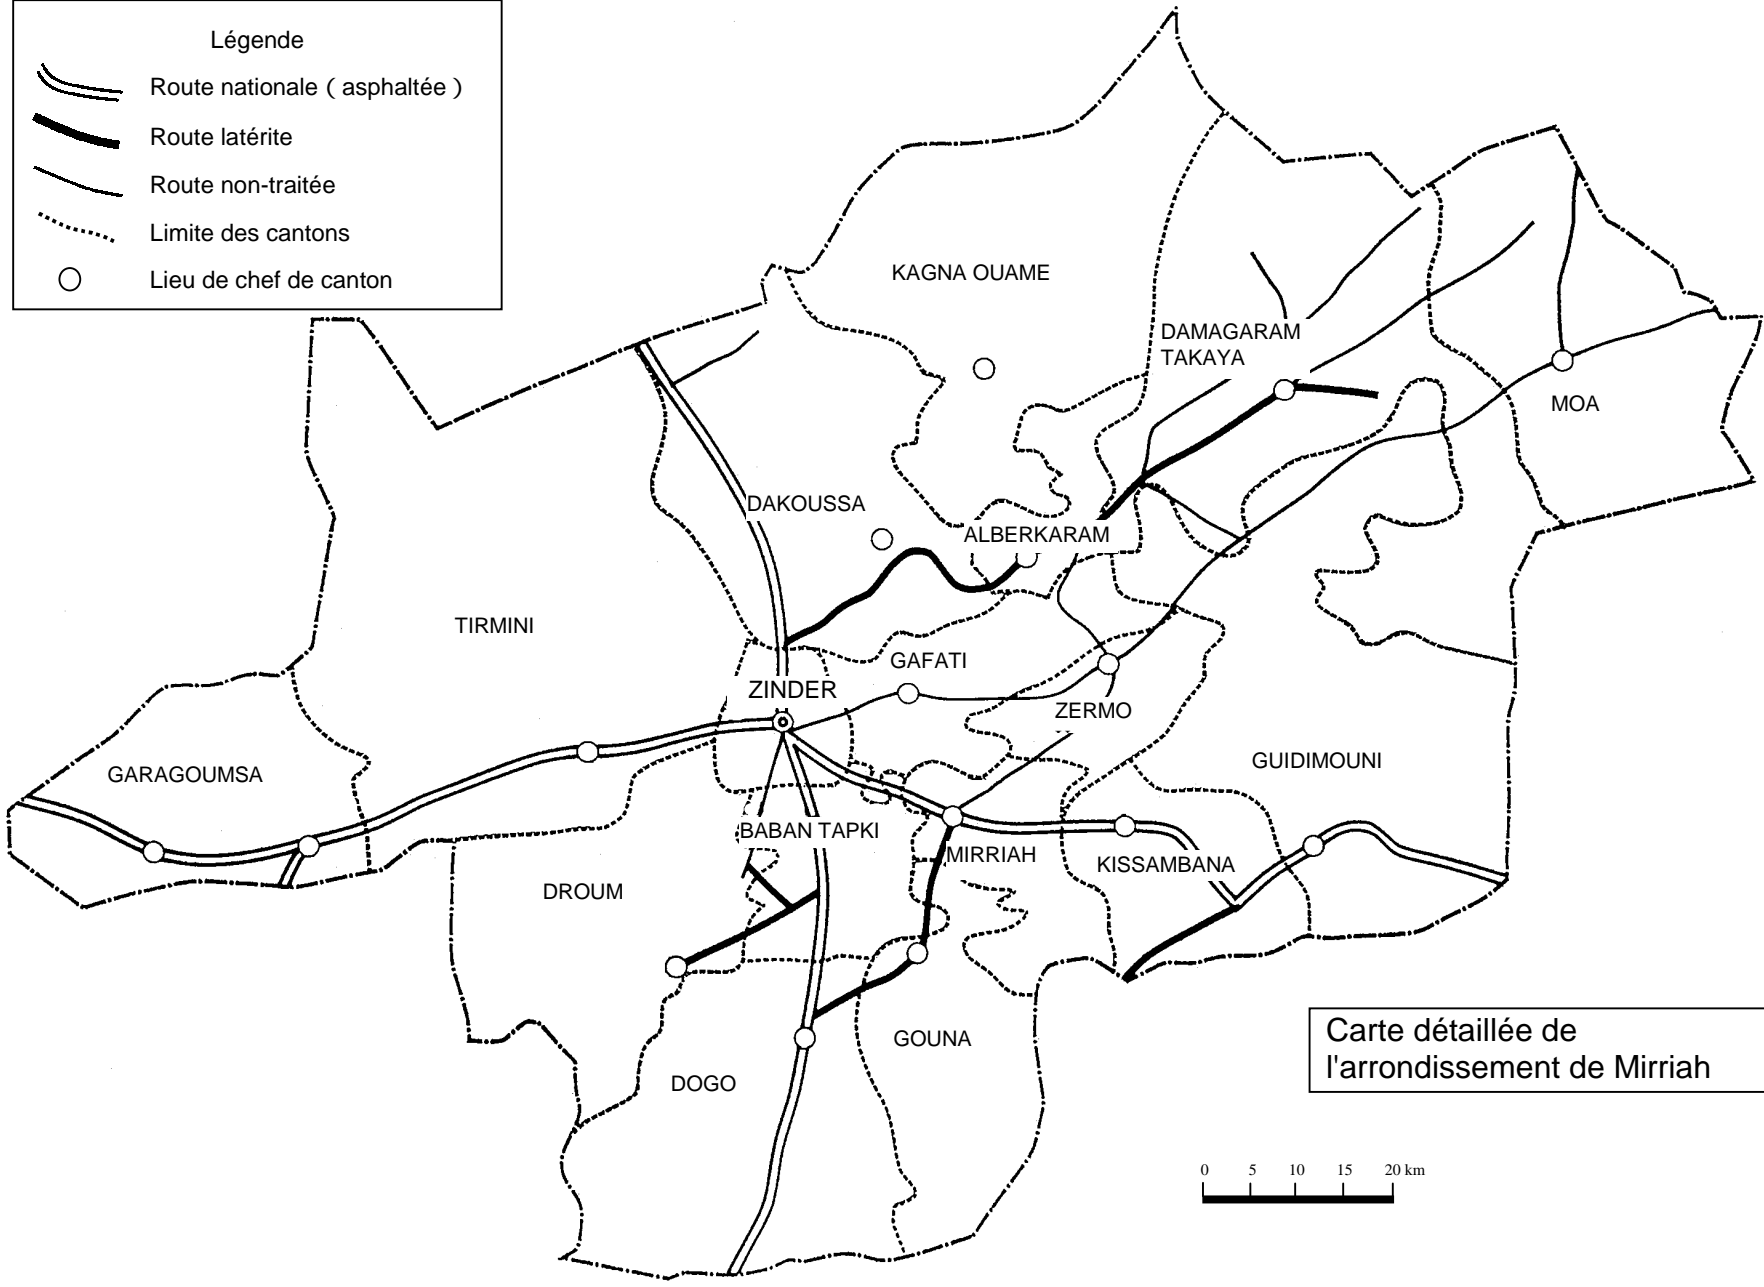 Légende
Route nationale ( asphaltée )
Route latérite
Route non-traitée
Limite des cantons
Lieu de chef de canton
KAGNA OUAME
DAMAGARAM
TAKAYA
MOA
DAKOUSSA
ALBERKARAM
TIRMINI
GAFATI
ZINDER
ZERMO
GARAGOUMSA
GUIDIMOUNI
BABAN TAPKI
MIRRIAH
KISSAMBANA
DROUM
GOUNA
DOGO
Carte détaillée de
l'arrondissement de Mirriah
0 5 10 15 20 km